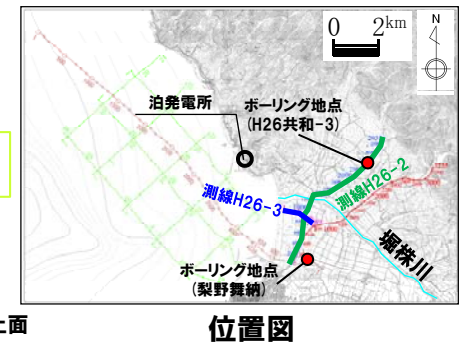 0 2km
N
泊発電所
ボーリング地点
(H26共和-3)
測線H26-2
測線H26-3
堀株川
ボーリング地点
(梨野舞納)
上面
位置図